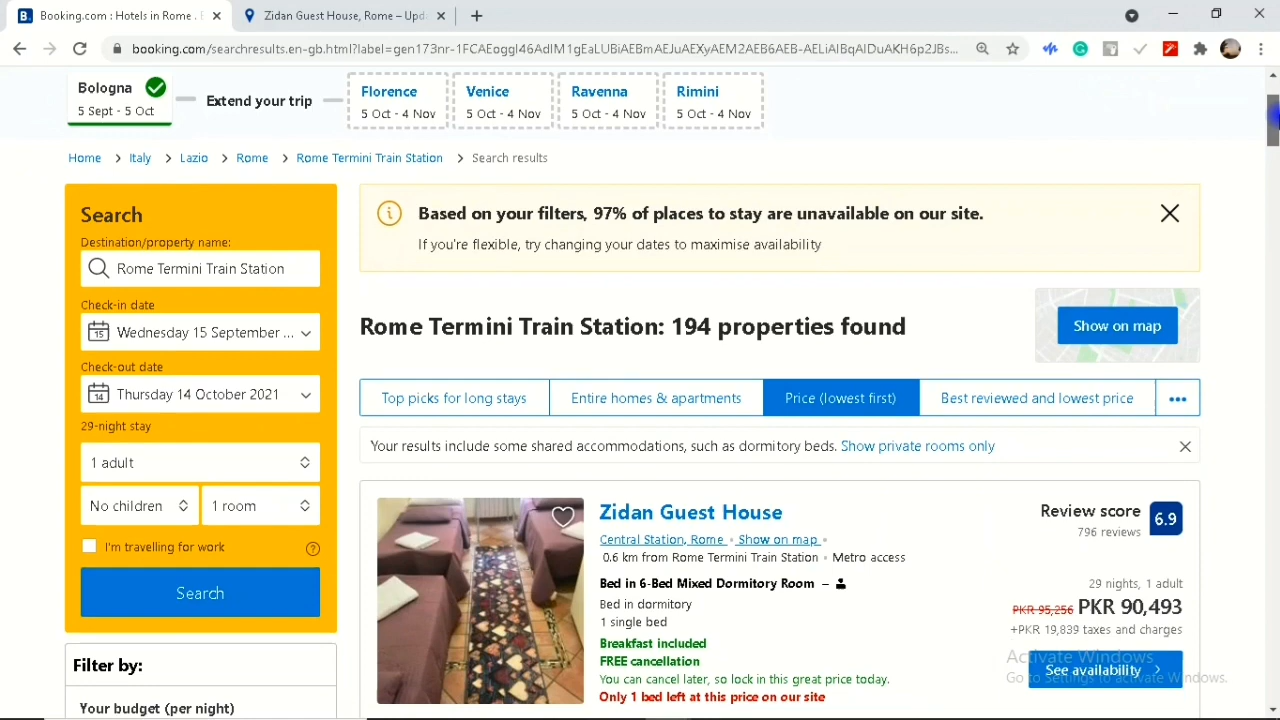 Booking.com : Hotels in Rome .
Zidan Guest House, Rome – Upd
booking.com/searchresults.en-gb.html?label=gen173nr-1FCAEoggI46AdIM1gEaLUBiAEBmAEJuAEXyAEM2AEB6AEB-AELiAIBqAIDuAKH6p2JBs...
Bologna
5 Sept - 5 Oct
Extend your trip
Florence
5 Oct - 4 Nov
Venice
5 Oct - 4 Nov
Ravenna
5 Oct - 4 Nov
Rimini
5 Oct - 4 Nov
Home > Italy > Lazio > Rome > Rome Termini Train Station > Search results
Search
Destination/property name:
Rome Termini Train Station
Check-in date
15 Wednesday 15 September ...
Check-out date
14 Thursday 14 October 2021
29-night stay
1 adult
No children
1 room
I'm travelling for work
Search
Filter by:
Your budget (per night)
Based on your filters, 97% of places to stay are unavailable on our site.
If you're flexible, try changing your dates to maximise availability
Rome Termini Train Station: 194 properties found
Show on map
Top picks for long stays
Entire homes & apartments
Price (lowest first)
Best reviewed and lowest price
Your results include some shared accommodations, such as dormitory beds. Show private rooms only
Zidan Guest House
Central Station, Rome • Show on map •
0.6 km from Rome Termini Train Station • Metro access
Bed in 6-Bed Mixed Dormitory Room –
Bed in dormitory
1 single bed
Breakfast included
FREE cancellation
You can cancel later, so lock in this great price today.
Only 1 bed left at this price on our site
Review score 6.9
796 reviews
29 nights, 1 adult
PKR 95,256 PKR 90,493
+PKR 19,839 taxes and charges
See availability
Activate Windows
Go to Settings to activate Windows.